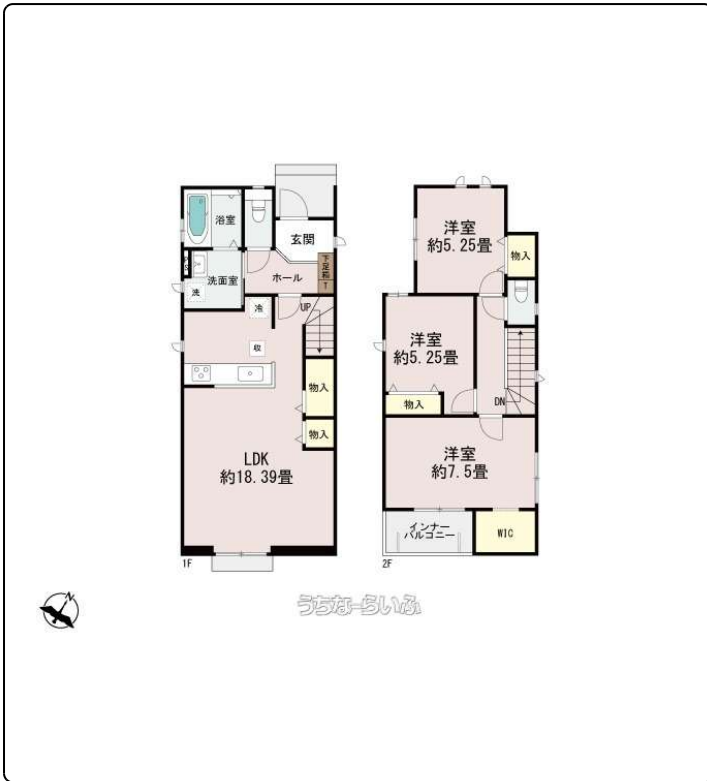 浴室
玄関
洗面室
洗
ホール
下足箱
T
冷
収
UP
物入
物入
LDK
約18.39畳
1F
洋室
約5.25畳
物入
洋室
約5.25畳
物入
DN
洋室
約7.5畳
インナー
バルコニー
WIC
2F
N
うちなーらいふ